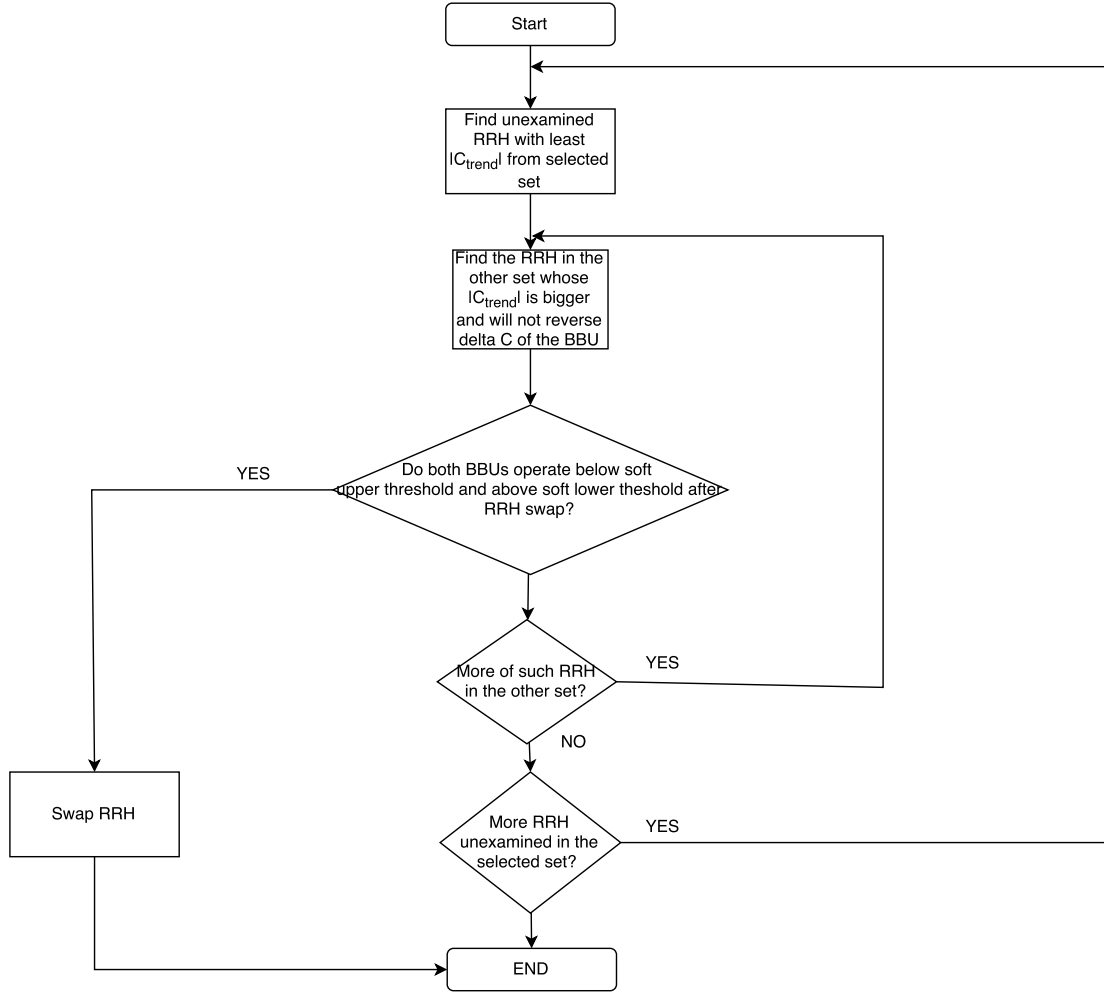 Start
Find unexamined
RRH with least
|Ctrend| from selected
set
Find the RRH in the
other set whose
|Ctrend| is bigger
and will not reverse
delta C of the BBU
Do both BBUs operate below soft
upper threshold and above soft lower theshold after
RRH swap?
YES
More of such RRH
in the other set?
YES
NO
Swap RRH
More RRH
unexamined in the
selected set?
YES
END